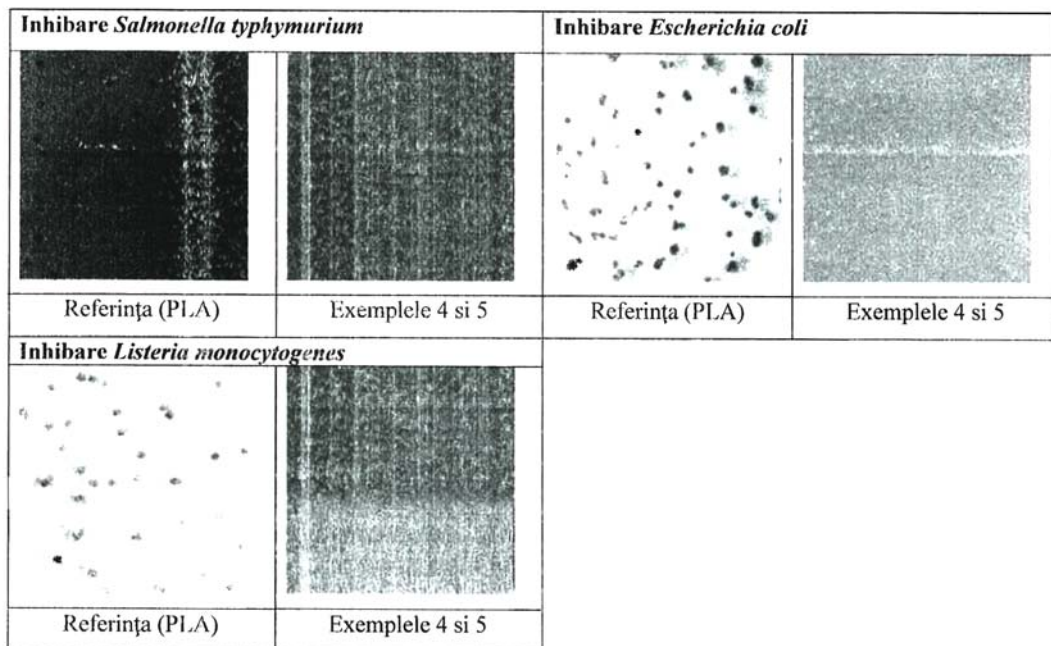 Inhibare Salmonella typhymurium
Inhibare Escherichia coli
Referința (PLA)
Exemplele 4 si 5
Referința (PLA)
Exemplele 4 si 5
Inhibare Listeria monocytogenes
Referința (PLA)
Exemplele 4 si 5